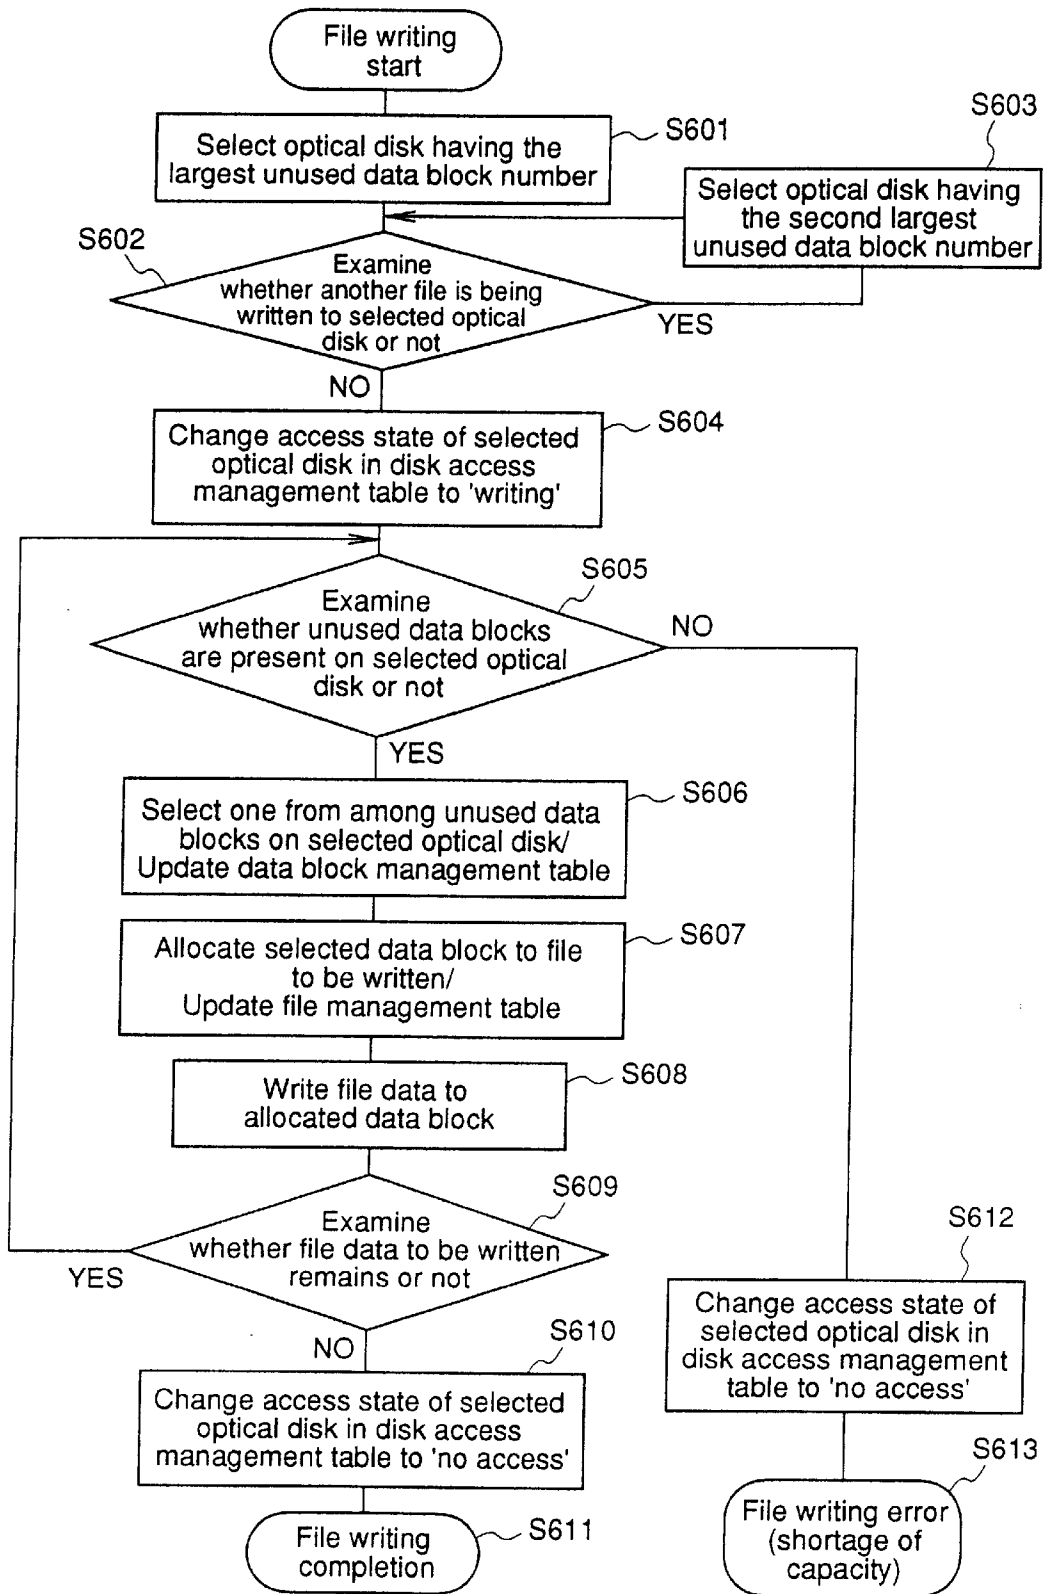 File writing
start
S601
Select optical disk having the
largest unused data block number
S603
Select optical disk having
the second largest
unused data block number
S602
Examine
whether another file is being
written to selected optical
disk or not
YES
NO
S604
Change access state of selected
optical disk in disk access
management table to 'writing'
S605
Examine
whether unused data blocks
are present on selected optical
disk or not
NO
YES
S606
Select one from among unused data
blocks on selected optical disk/
Update data block management table
S607
Allocate selected data block to file
to be written/
Update file management table
S608
Write file data to
allocated data block
S609
Examine
whether file data to be written
remains or not
YES
NO
S610
Change access state of selected
optical disk in disk access
management table to 'no access'
S611
File writing
completion
S612
Change access state of
selected optical disk in
disk access management
table to 'no access'
S613
File writing error
(shortage of
capacity)